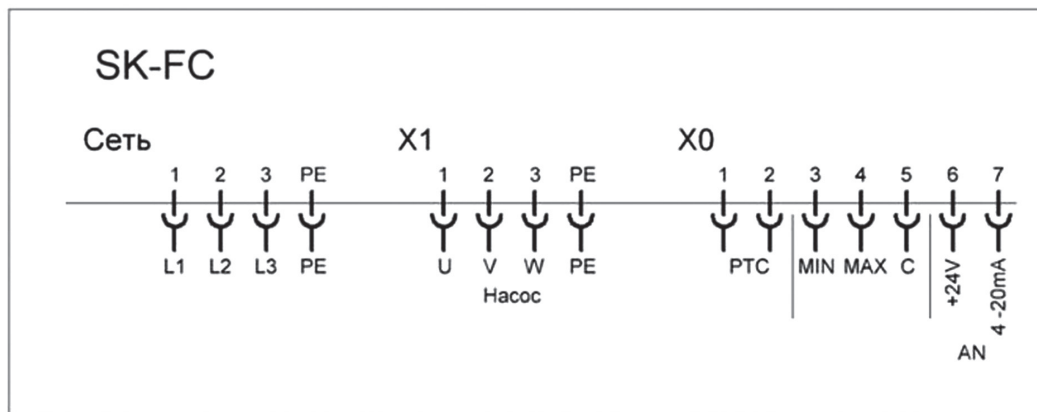 SK-FC
Сеть X1 X0
1 2 3 PE 1 2 3 PE 1 2 3 4 5 6 7
L1 L2 L3 PE U V W PE PTC MIN MAX C +24V 4 -20mA
Насос
AN